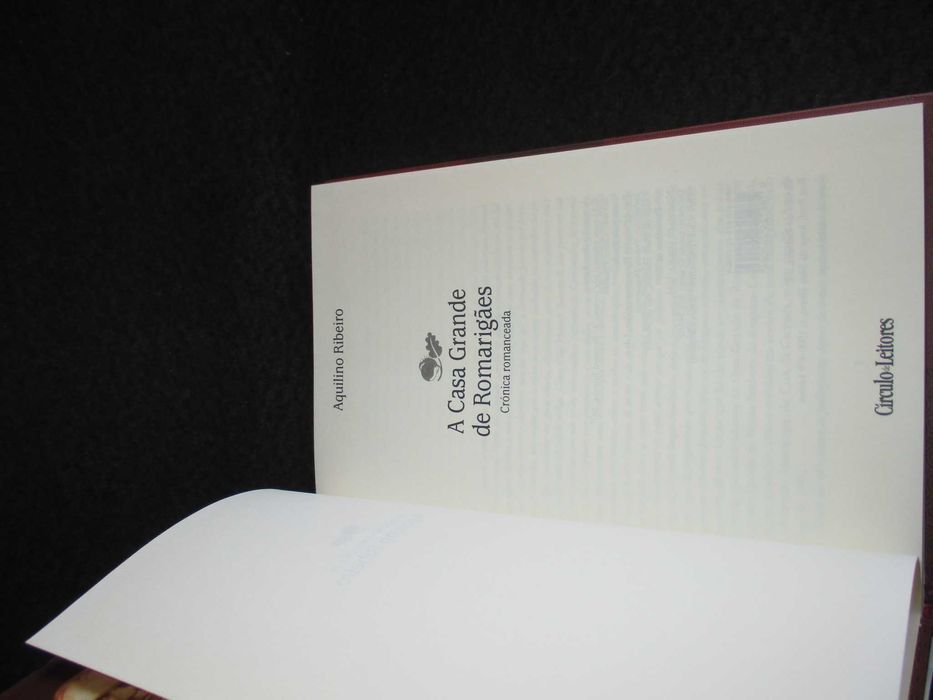 Aquilino Ribeiro
A Casa Grande
de Romarigães
Crónica romanceada
Círculo de Leitores